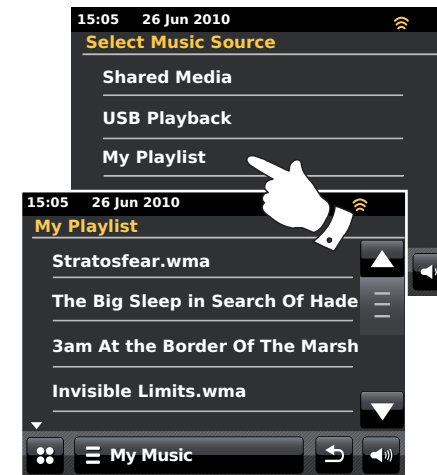 15:05 26 Jun 2010
Select Music Source
Shared Media
USB Playback
My Playlist
15:05 26 Jun 2010
My Playlist
Stratosfear.wma
The Big Sleep in Search Of Hade
3am At the Border Of The Marsh
Invisible Limits.wma
My Music